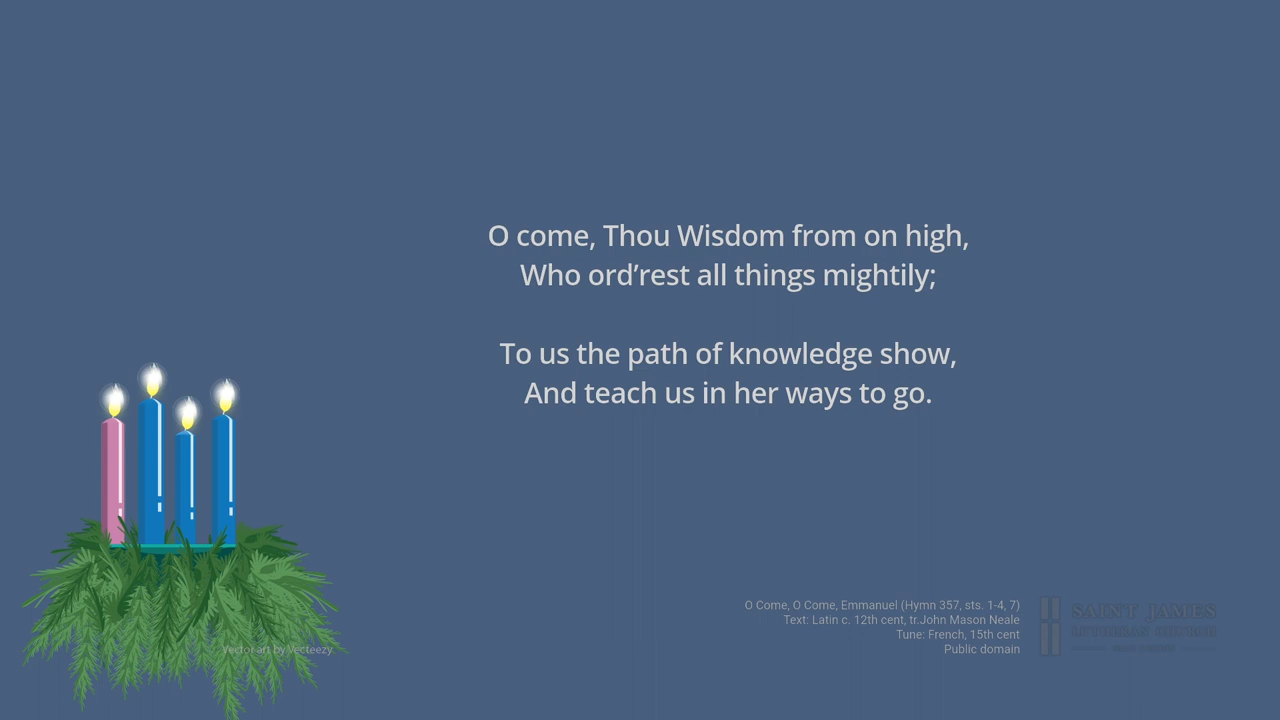 O come, Thou Wisdom from on high,
Who ord’rest all things mightily;
To us the path of knowledge show,
And teach us in her ways to go.
O Come, O Come, Emmanuel (Hymn 357, sts. 1-4, 7)
Text: Latin c. 12th cent, tr.John Mason Neale
Tune: French, 15th cent
Public domain
SAINT JAMES
LUTHERAN CHURCH
Vector art by Vecteezy